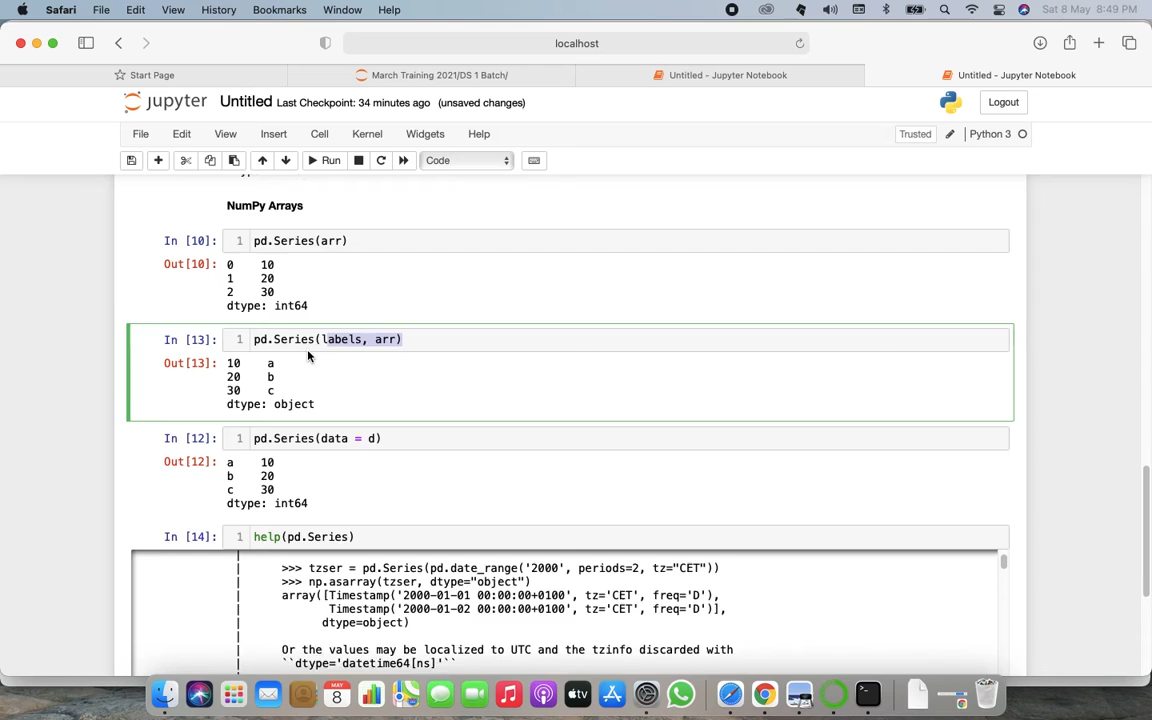 Safari File Edit View History Bookmarks Window Help Sat 8 May 8:49 PM
localhost
Start Page March Training 2021/DS 1 Batch/ Untitled - Jupyter Notebook Untitled - Jupyter Notebook
jupyter Untitled Last Checkpoint: 34 minutes ago (unsaved changes) Logout
File Edit View Insert Cell Kernel Widgets Help Trusted Python 3
Run Code
NumPy Arrays
In [10]: 1 pd.Series(arr)
Out[10]: 0 10
1 20
2 30
dtype: int64
In [13]: 1 pd.Series(labels, arr)
Out[13]: 10 a
20 b
30 c
dtype: object
In [12]: 1 pd.Series(data = d)
Out[12]: a 10
b 20
c 30
dtype: int64
In [14]: 1 help(pd.Series)
| >>> tzser = pd.Series(pd.date_range('2000', periods=2, tz="CET"))
| >>> np.asarray(tzser, dtype="object")
| array([Timestamp('2000-01-01 00:00:00+0100', tz='CET', freq='D'),
| Timestamp('2000-01-02 00:00:00+0100', tz='CET', freq='D')],
| dtype=object)
|
| Or the values may be localized to UTC and the tzinfo discarded with
| ``dtype='datetime64[ns]'``
MAY
8
tv